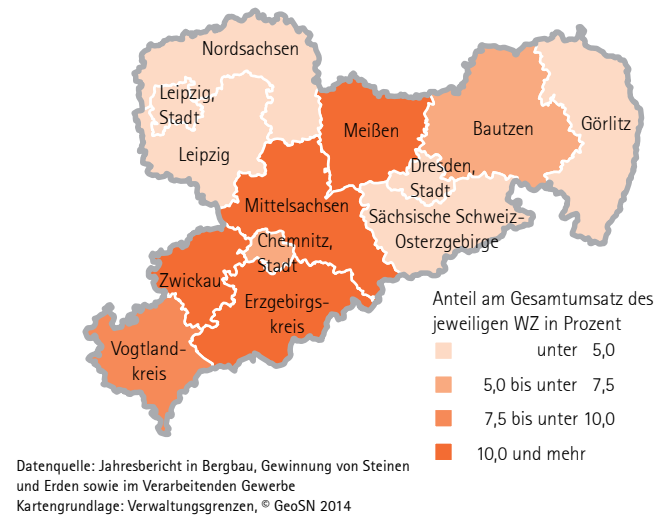 Nordsachsen
Leipzig,
Stadt
Leipzig
Meißen
Bautzen
Görlitz
Dresden,
Stadt
Mittelsachsen
Sächsische Schweiz-
Osterzgebirge
Chemnitz,
Stadt
Zwickau
Erzgebirgs-
kreis
Vogtland-
kreis
Anteil am Gesamtumsatz des
jeweiligen WZ in Prozent
unter 5,0
5,0 bis unter 7,5
7,5 bis unter 10,0
10,0 und mehr
Datenquelle: Jahresbericht in Bergbau, Gewinnung von Steinen
und Erden sowie im Verarbeitenden Gewerbe
Kartengrundlage: Verwaltungsgrenzen, © GeoSN 2014